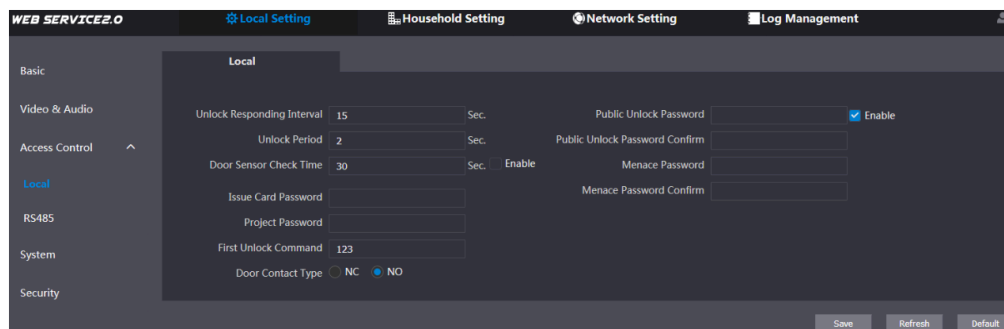 WEB SERVICE2.0 Local Setting Household Setting Network Setting Log Management
Basic
Video & Audio
Access Control
Local
RS485
System
Security
Local
Unlock Responding Interval 15 Sec.
Unlock Period 2 Sec.
Door Sensor Check Time 30 Sec. Enable
Issue Card Password
Project Password
First Unlock Command 123
Door Contact Type NC NO
Public Unlock Password Enable
Public Unlock Password Confirm
Menace Password
Menace Password Confirm
Save Refresh Default